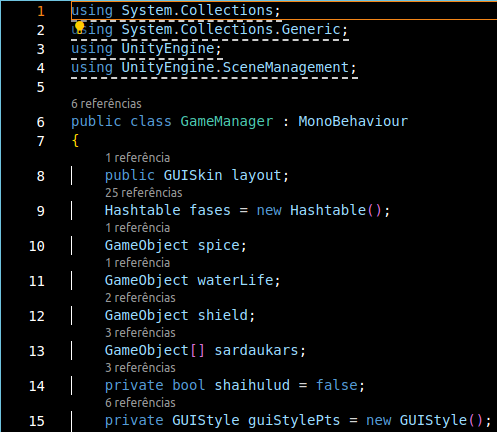 1 using System.Collections;
2 using System.Collections.Generic;
3 using UnityEngine;
4 using UnityEngine.SceneManagement;
5
6 referências
6 public class GameManager : MonoBehaviour
7 {
1 referência
8 public GUISkin layout;
25 referências
9 Hashtable fases = new Hashtable();
1 referência
10 GameObject spice;
1 referência
11 GameObject waterLife;
2 referências
12 GameObject shield;
3 referências
13 GameObject[] sardaukars;
3 referências
14 private bool shaihulud = false;
6 referências
15 private GUIStyle guiStylePts = new GUIStyle();